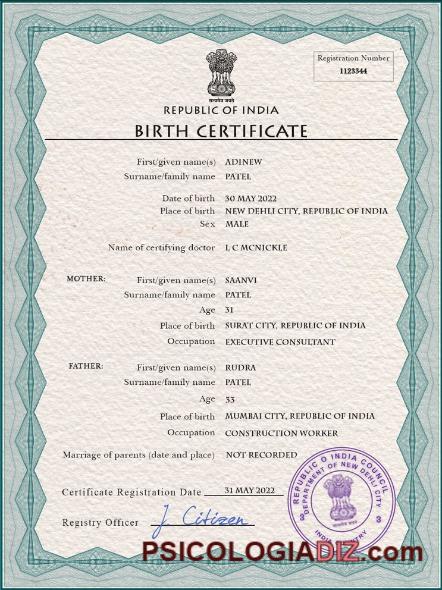 Registration Number
1123344
सत्यमेव जयते
REPUBLIC OF INDIA
BIRTH CERTIFICATE
First/given name(s) ADINEW
Surname/family name PATEL
Date of birth 30 MAY 2022
Place of birth NEW DEHLI CITY, REPUBLIC OF INDIA
Sex MALE
Name of certifying doctor L C MCNICKLE
MOTHER: First/given name(s) SAANVI
Surname/family name PATEL
Age 31
Place of birth SURAT CITY, REPUBLIC OF INDIA
Occupation EXECUTIVE CONSULTANT
FATHER: First/given name(s) RUDRA
Surname/family name PATEL
Age 33
Place of birth MUMBAI CITY, REPUBLIC OF INDIA
Occupation CONSTRUCTION WORKER
Marriage of parents (date and place) NOT RECORDED
Certificate Registration Date 31 MAY 2022
Registry Officer J Citizen
REPUBLIC O INDIA COUNCIL
DEPARTMENT OF NEW DEHLI CITY
PSICOLOGIADIZ.com